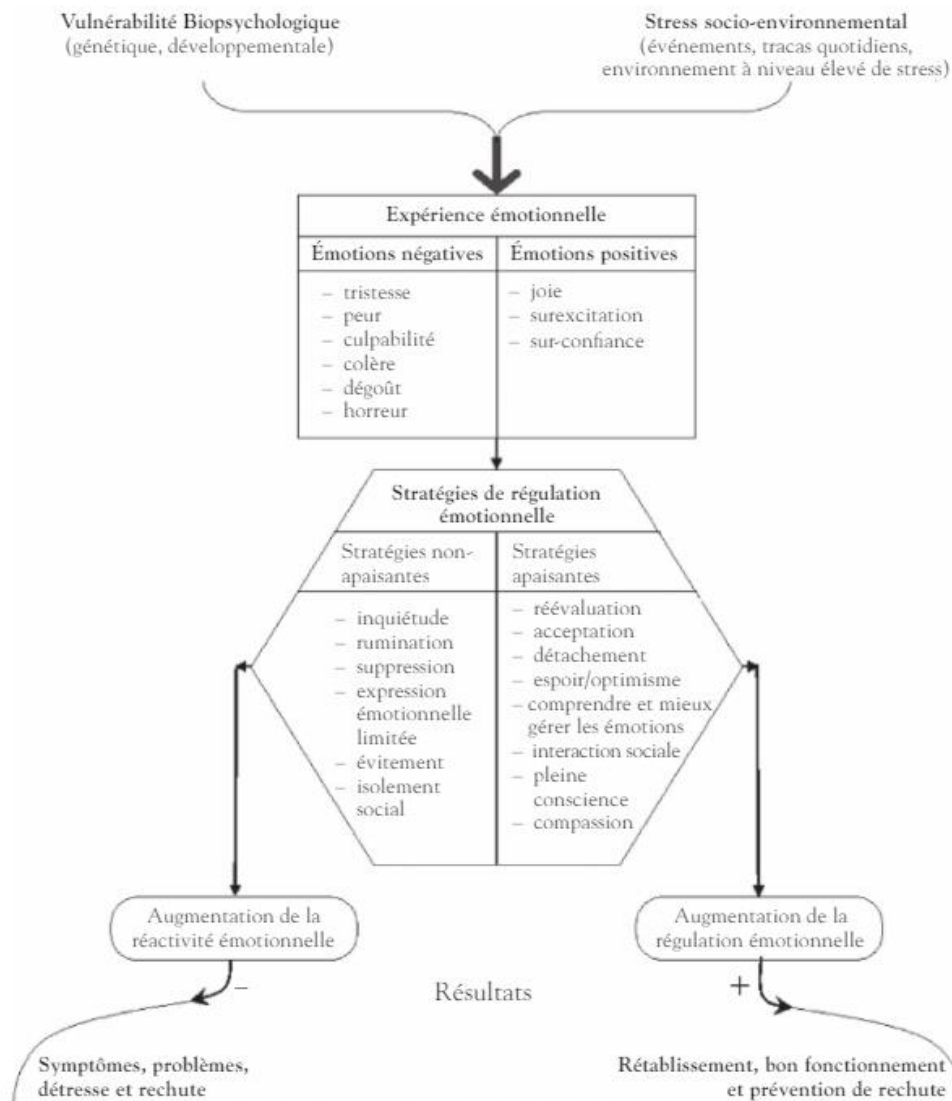 Vulnérabilité Biopsychologique
(génétique, développementale)
Stress socio-environnemental
(événements, tracas quotidiens,
environnement à niveau élevé de stress)
Expérience émotionnelle
Émotions négatives
– tristesse
– peur
– culpabilité
– colère
– dégoût
– horreur
Émotions positives
– joie
– surexcitation
– sur-confiance
Stratégies de régulation
émotionnelle
Stratégies non-
apaisantes
– inquiétude
– rumination
– suppression
– expression
émotionnelle
limitée
– évitement
– isolement
social
Stratégies
apaisantes
– réévaluation
– acceptation
– détachement
– espoir/optimisme
– comprendre et mieux
gérer les émotions
– interaction sociale
– pleine
conscience
– compassion
Augmentation de la
réactivité émotionnelle
Augmentation de la
régulation émotionnelle
–
Résultats
+
Symptômes, problèmes,
détresse et rechute
Rétablissement, bon fonctionnement
et prévention de rechute